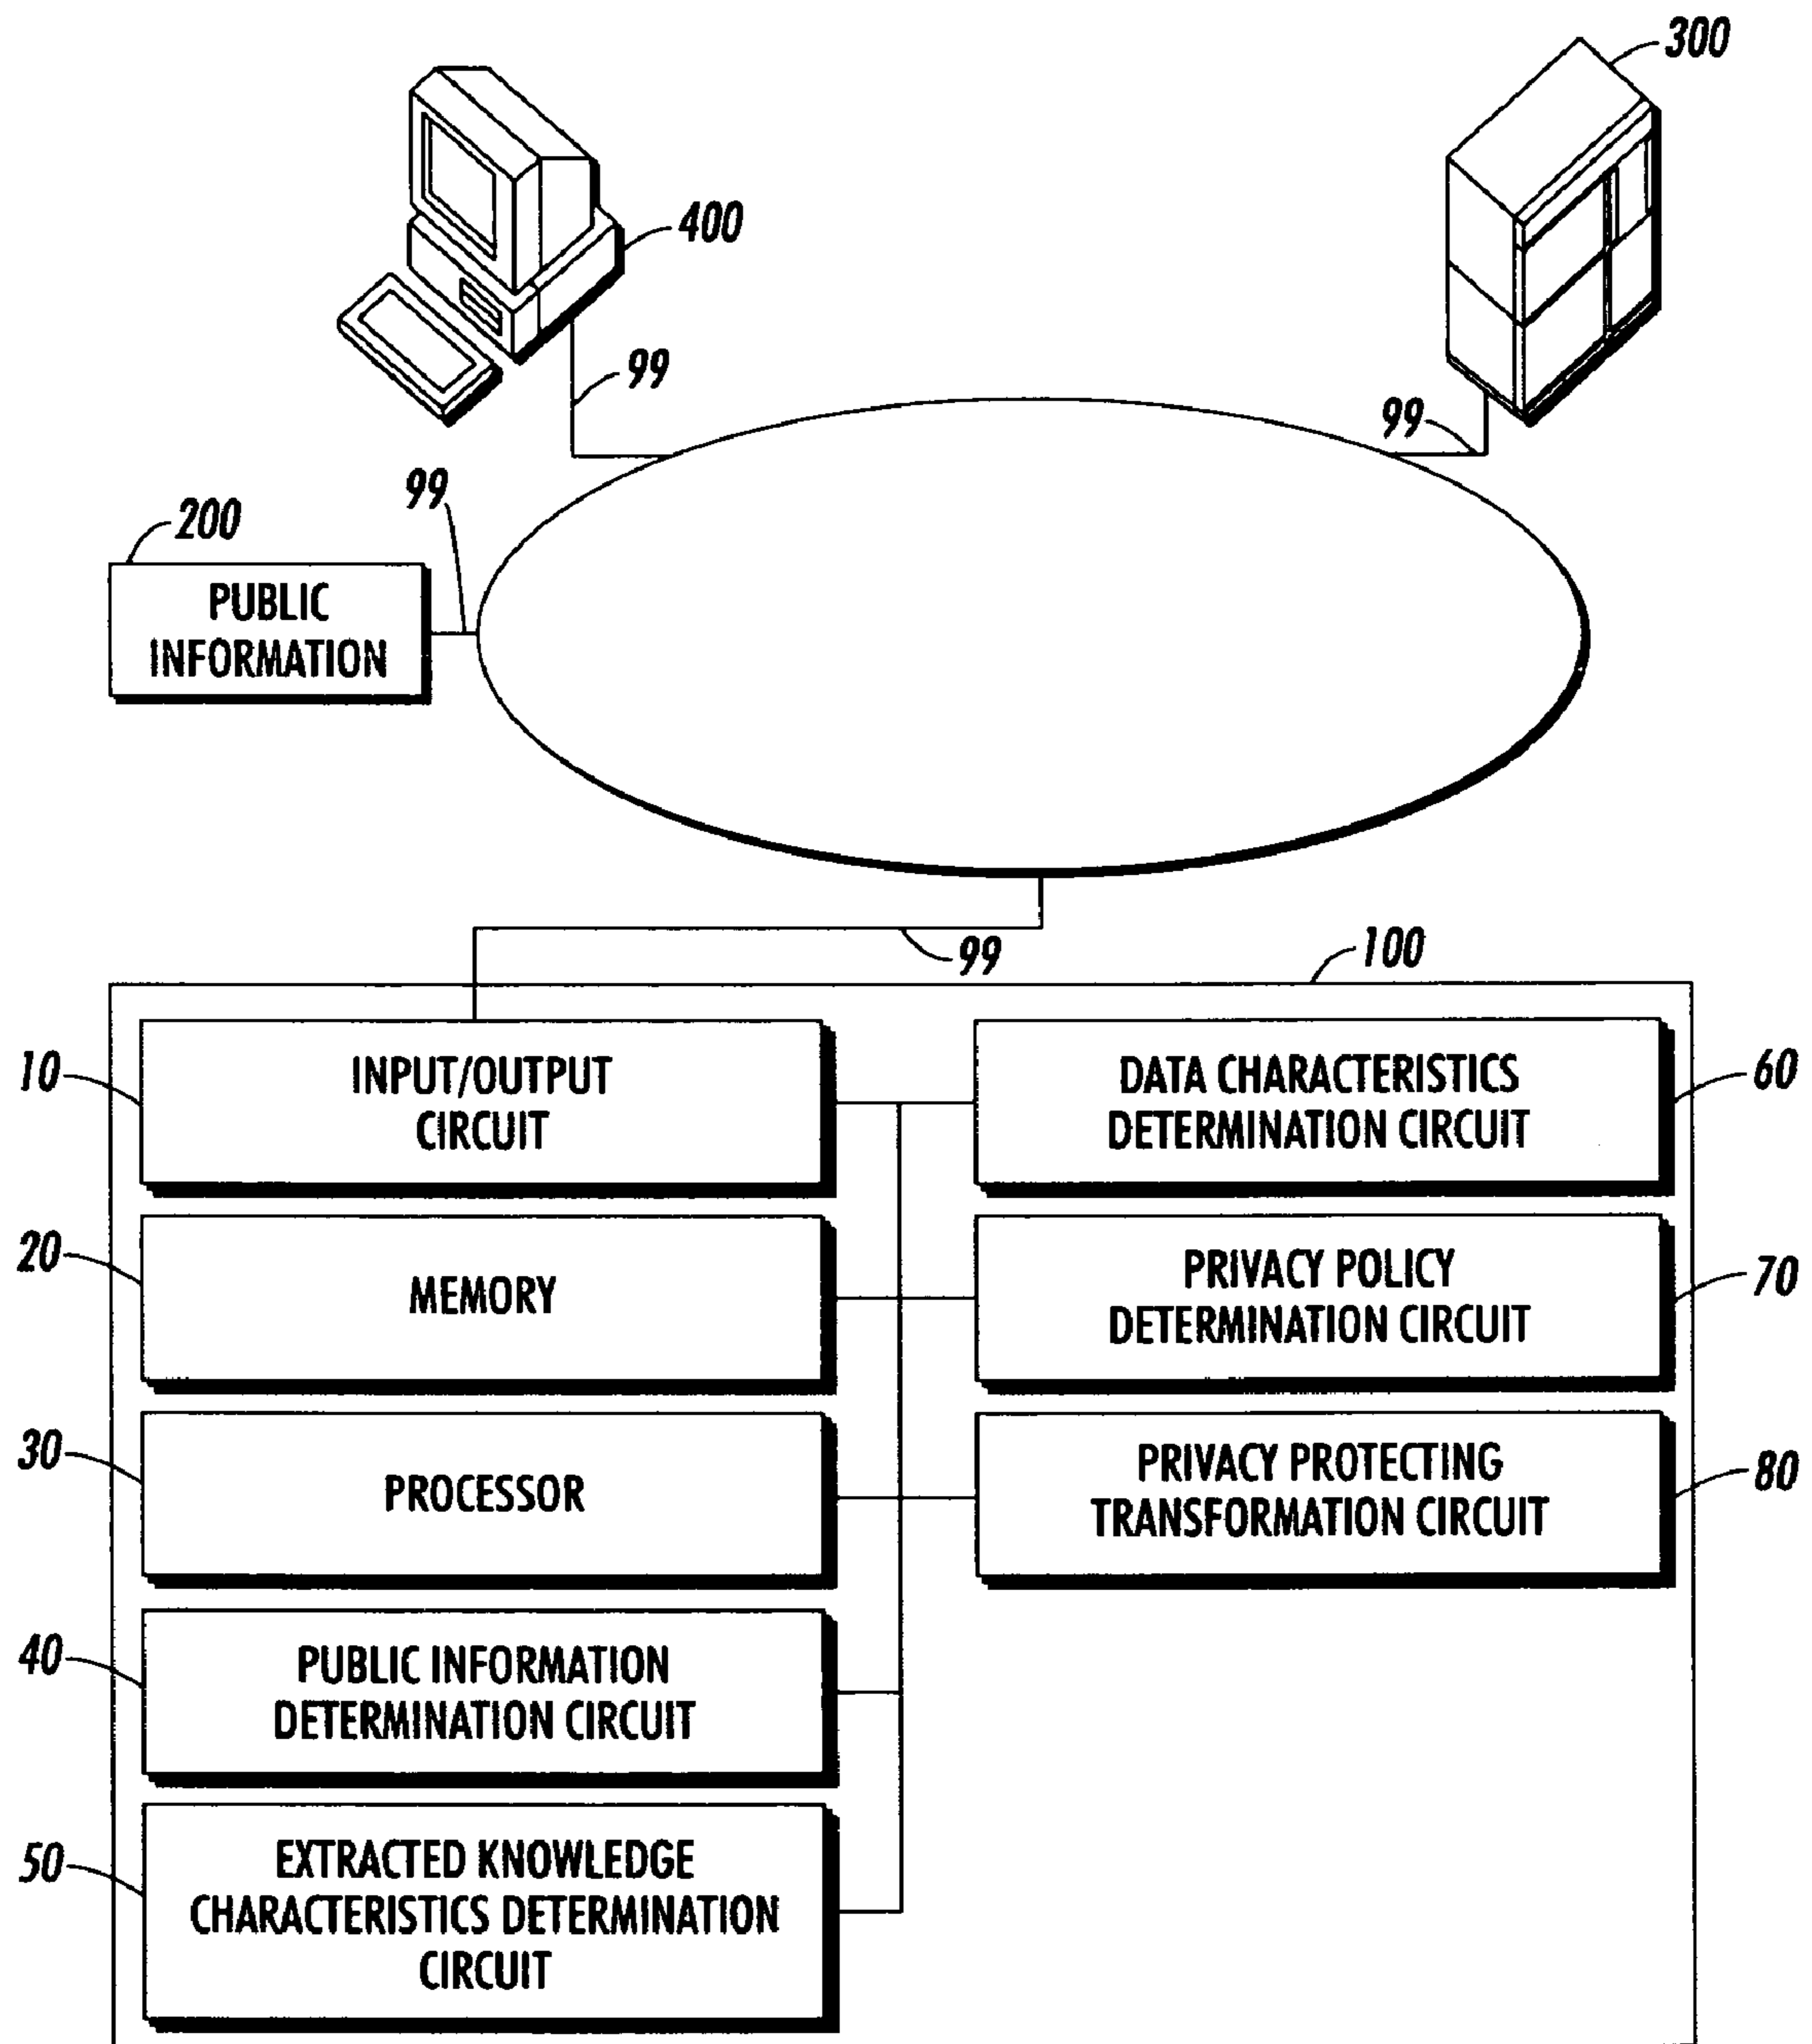 300
400
99
99
99
200
PUBLIC
INFORMATION
99
100
10
INPUT/OUTPUT
CIRCUIT
DATA CHARACTERISTICS
DETERMINATION CIRCUIT
60
20
MEMORY
PRIVACY POLICY
DETERMINATION CIRCUIT
70
30
PROCESSOR
PRIVACY PROTECTING
TRANSFORMATION CIRCUIT
80
40
PUBLIC INFORMATION
DETERMINATION CIRCUIT
50
EXTRACTED KNOWLEDGE
CHARACTERISTICS DETERMINATION
CIRCUIT